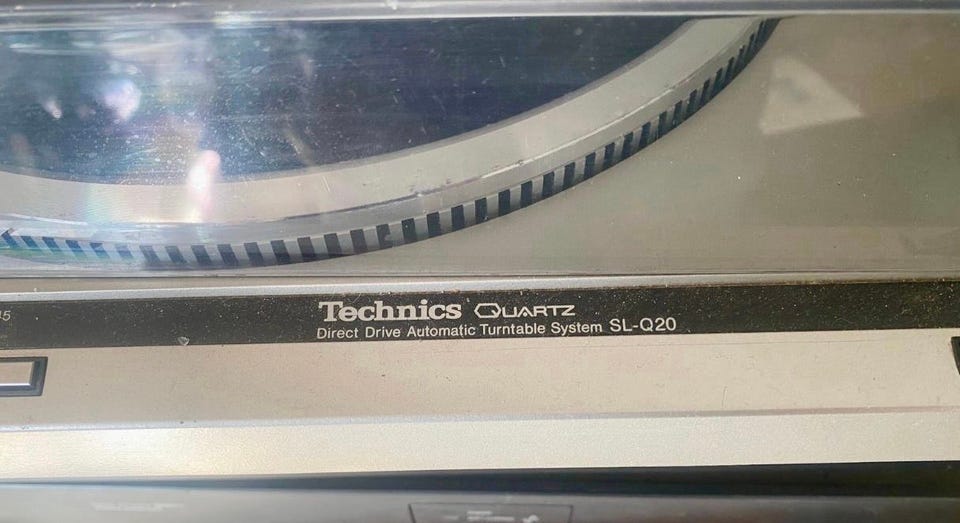 Technics QUARTZ
Direct Drive Automatic Turntable System SL-Q20